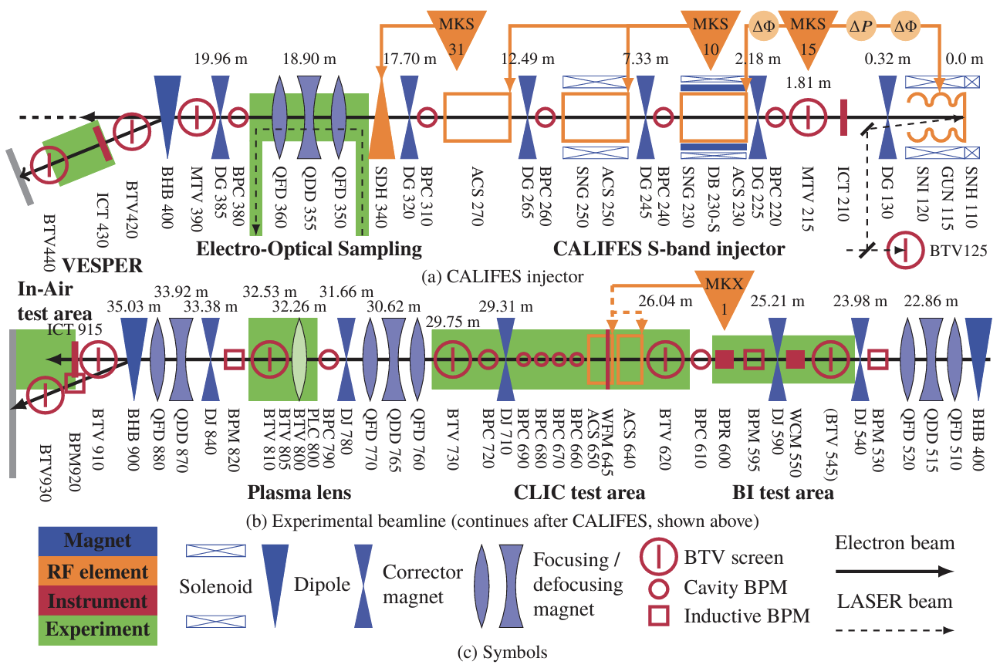 MKS
31
MKS
10
ΔΦ
MKS
15
ΔP
ΔΦ
19.96 m
18.90 m
17.70 m
12.49 m
7.33 m
2.18 m
1.81 m
0.32 m
0.0 m
BTV440
ICT 430
BTV420
BHB 400
MTV 390
DG 385
BPC 380
QFD 360
QDD 355
QFD 350
SDH 340
DG 320
BPC 310
ACS 270
DG 265
BPC 260
SNG 250
ACS 250
DG 245
BPC 240
SNG 230
DB 230-S
ACS 230
DG 225
BPC 220
MTV 215
ICT 210
DG 130
SNI 120
GUN 115
SNH 110
BTV125
VESPER
Electro-Optical Sampling
CALIFES S-band injector
(a) CALIFES injector
In-Air
test area
ICT 915
35.03 m
33.92 m
33.38 m
32.53 m
32.26 m
31.66 m
30.62 m
29.75 m
29.31 m
26.04 m
MKX
1
25.21 m
23.98 m
22.86 m
BTV930
BPM920
BTV 910
BHB 900
QFD 880
QDD 870
DJ 840
BPM 820
BTV 810
BTV 805
BTV 800
PLC 800
BPC 790
DJ 780
QFD 770
QDD 765
QFD 760
BTV 730
BPC 720
DJ 710
BPC 690
BPC 680
BPC 670
BPC 660
ACS 650
WFM 645
ACS 640
BTV 620
BPC 610
BPR 600
BPM 595
DJ 590
WCM 550
(BTV 545)
DJ 540
BPM 530
QFD 520
QDD 515
QFD 510
BHB 400
Plasma lens
CLIC test area
BI test area
(b) Experimental beamline (continues after CALIFES, shown above)
Magnet
RF element
Instrument
Experiment
Solenoid
Dipole
Corrector
magnet
Focusing /
defocusing
magnet
BTV screen
Cavity BPM
Inductive BPM
Electron beam
LASER beam
(c) Symbols